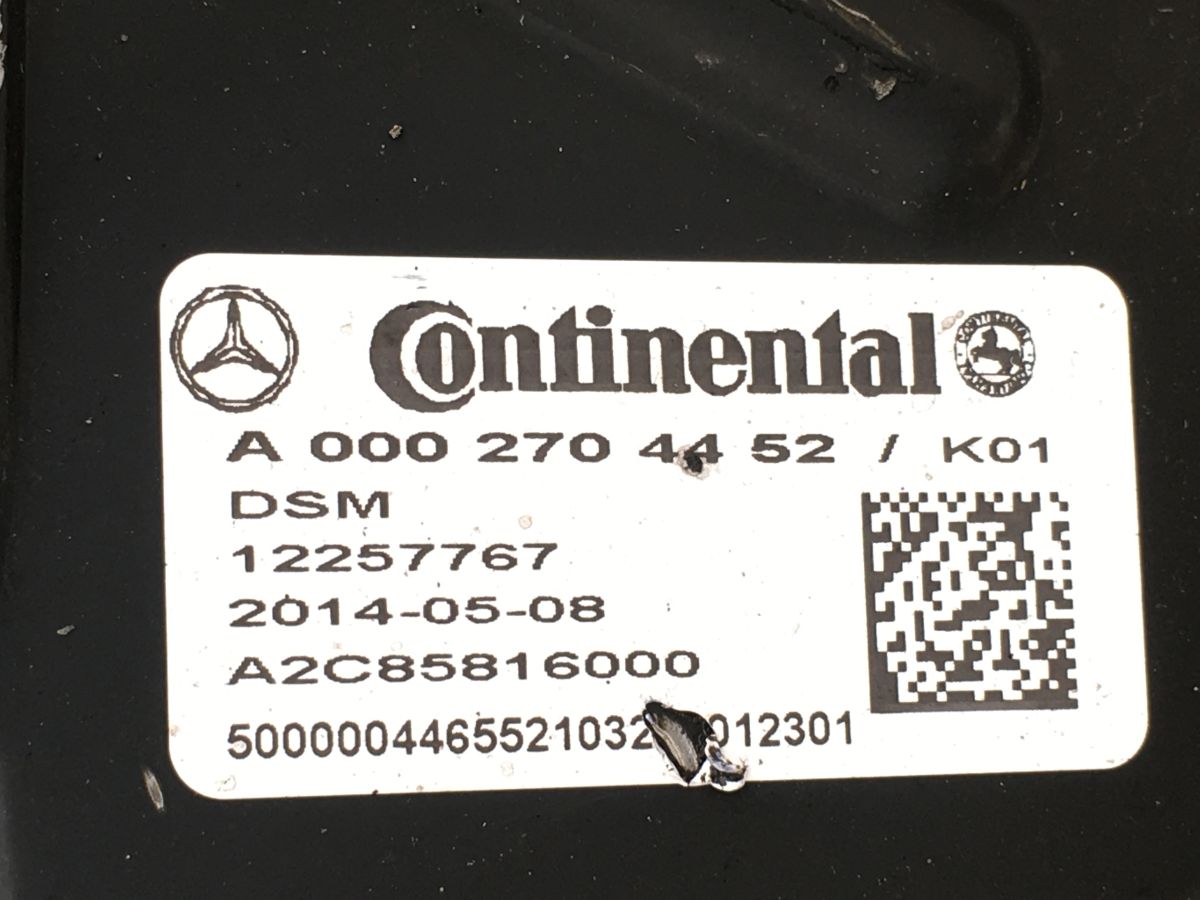 Continental
A 000 270 44 52 / K01
DSM
12257767
2014-05-08
A2C85816000